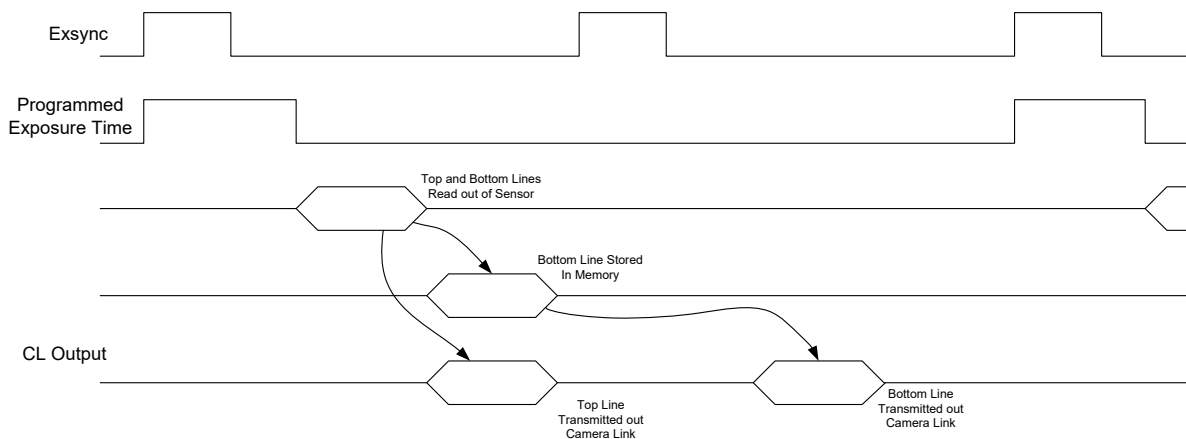 Exsync
Programmed
Exposure Time
Top and Bottom Lines
Read out of Sensor
Bottom Line Stored
In Memory
CL Output
Top Line
Transmitted out
Camera Link
Bottom Line
Transmitted out
Camera Link